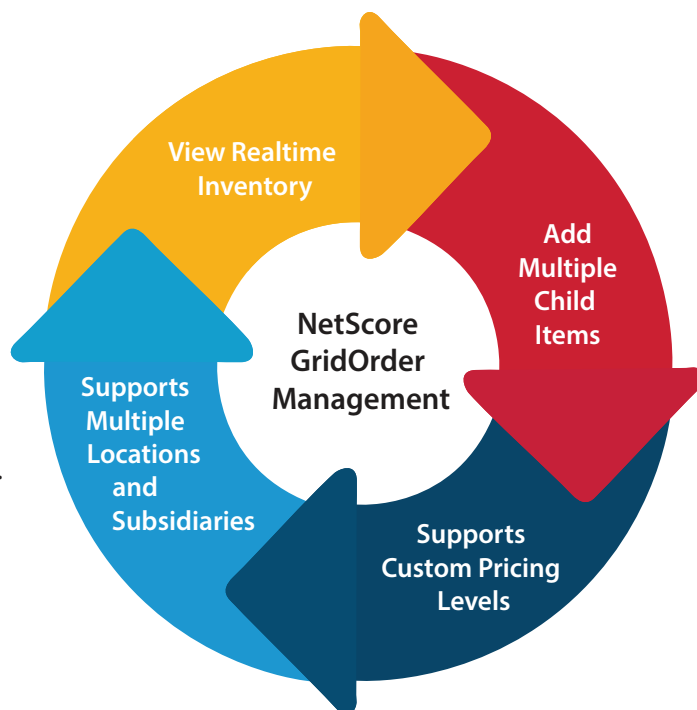 View Realtime
Inventory
Add
Multiple
Child
Items
NetScore
GridOrder
Management
Supports
Multiple
Locations
and
Subsidiaries
Supports
Custom Pricing
Levels